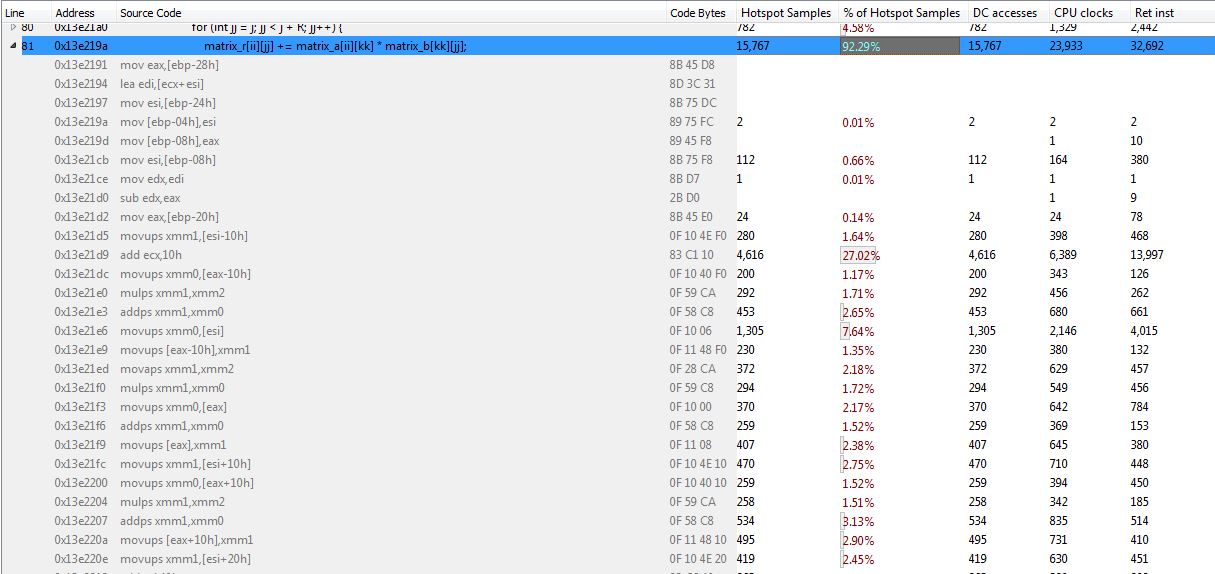 Line Address Source Code Code Bytes Hotspot Samples % of Hotspot Samples DC accesses CPU clocks Ret inst
80 0x13e21a0 for (int jj = j; jj < j + R; jj++) { 782 4.58% 782 1,329 2,442
81 0x13e219a matrix_r[ii][jj] += matrix_a[ii][kk] * matrix_b[kk][jj]; 15,767 92.29% 15,767 23,933 32,692
0x13e2191 mov eax,[ebp-28h] 8B 45 D8
0x13e2194 lea edi,[ecx+esi] 8D 3C 31
0x13e2197 mov esi,[ebp-24h] 8B 75 DC
0x13e219a mov [ebp-04h],esi 89 75 FC 2 0.01% 2 2 2
0x13e219d mov [ebp-08h],eax 89 45 F8 1 10
0x13e21cb mov esi,[ebp-08h] 8B 75 F8 112 0.66% 112 164 380
0x13e21ce mov edx,edi 8B D7 1 0.01% 1 1 1
0x13e21d0 sub edx,eax 2B D0 1 9
0x13e21d2 mov eax,[ebp-20h] 8B 45 E0 24 0.14% 24 24 78
0x13e21d5 movups xmm1,[esi-10h] 0F 10 4E F0 280 1.64% 280 398 468
0x13e21d9 add ecx,10h 83 C1 10 4,616 27.02% 4,616 6,389 13,997
0x13e21dc movups xmm0,[eax-10h] 0F 10 40 F0 200 1.17% 200 343 126
0x13e21e0 mulps xmm1,xmm2 0F 59 CA 292 1.71% 292 456 262
0x13e21e3 addps xmm1,xmm0 0F 58 C8 453 2.65% 453 680 661
0x13e21e6 movups xmm0,[esi] 0F 10 06 1,305 7.64% 1,305 2,146 4,015
0x13e21e9 movups [eax-10h],xmm1 0F 11 48 F0 230 1.35% 230 380 132
0x13e21ed movaps xmm1,xmm2 0F 28 CA 372 2.18% 372 629 457
0x13e21f0 mulps xmm1,xmm0 0F 59 C8 294 1.72% 294 549 456
0x13e21f3 movups xmm0,[eax] 0F 10 00 370 2.17% 370 642 784
0x13e21f6 addps xmm1,xmm0 0F 58 C8 259 1.52% 259 369 153
0x13e21f9 movups [eax],xmm1 0F 11 08 407 2.38% 407 645 380
0x13e21fc movups xmm1,[esi+10h] 0F 10 4E 10 470 2.75% 470 710 448
0x13e2200 movups xmm0,[eax+10h] 0F 10 40 10 259 1.52% 259 394 450
0x13e2204 mulps xmm1,xmm2 0F 59 CA 258 1.51% 258 342 185
0x13e2207 addps xmm1,xmm0 0F 58 C8 534 3.13% 534 835 514
0x13e220a movups [eax+10h],xmm1 0F 11 48 10 495 2.90% 495 731 410
0x13e220e movups xmm1,[esi+20h] 0F 10 4E 20 419 2.45% 419 630 451